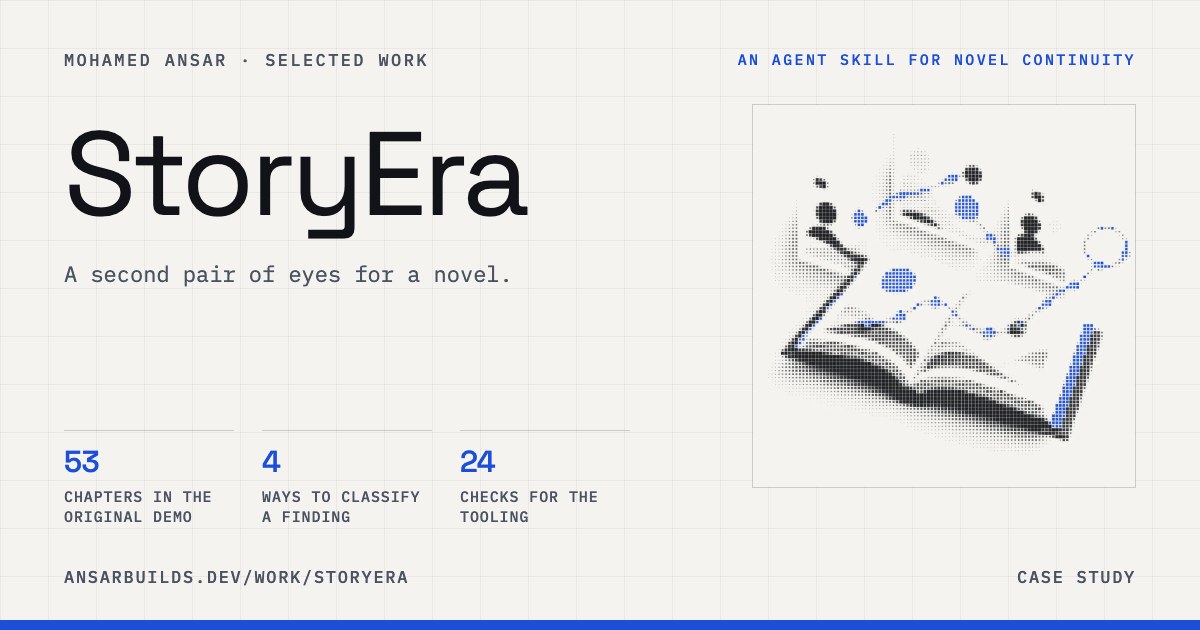 MOHAMED ANSAR · SELECTED WORK
AN AGENT SKILL FOR NOVEL CONTINUITY
StoryEra
A second pair of eyes for a novel.
53
CHAPTERS IN THE
ORIGINAL DEMO
4
WAYS TO CLASSIFY
A FINDING
24
CHECKS FOR THE
TOOLING
ANSARBUILDS.DEV/WORK/STORYERA
CASE STUDY